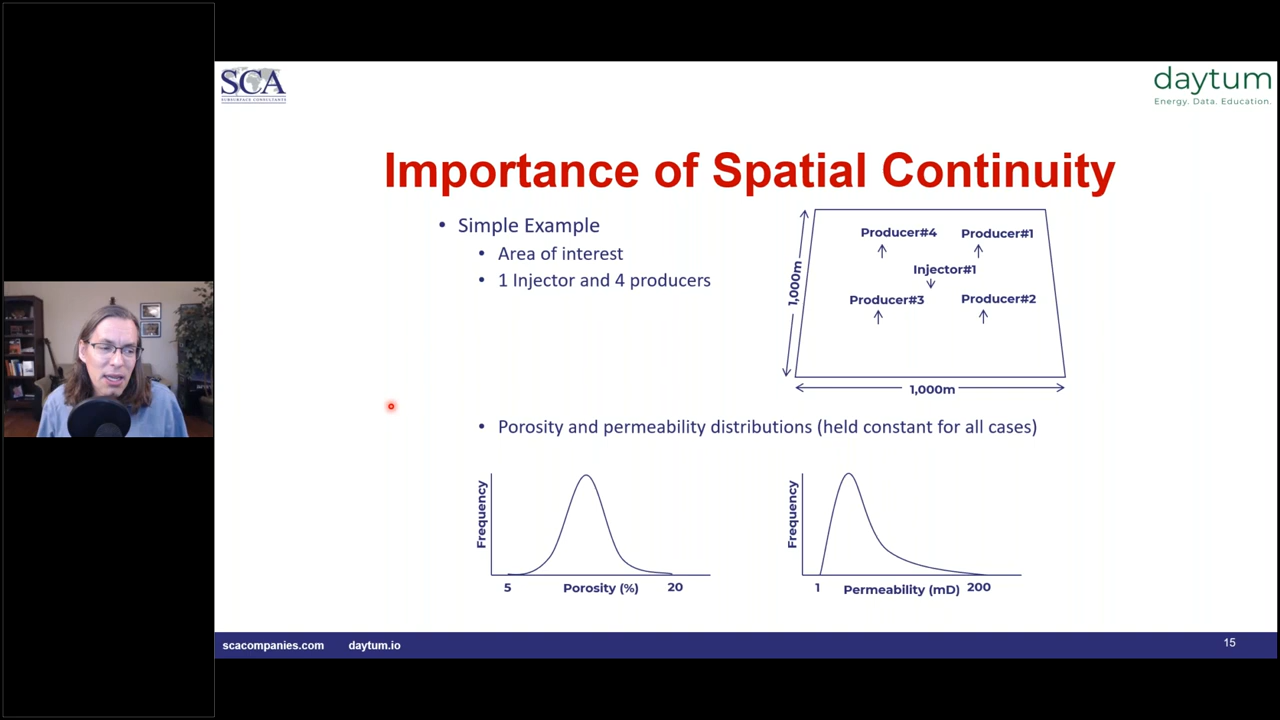 SCA
SUBSURFACE CONSULTANTS
daytum
Energy. Data. Education.
Importance of Spatial Continuity
• Simple Example
• Area of interest
• 1 Injector and 4 producers
Producer#4 Producer#1
Injector#1
Producer#3 Producer#2
1,000m
1,000m
• Porosity and permeability distributions (held constant for all cases)
Frequency
5 Porosity (%) 20
Frequency
1 Permeability (mD) 200
scacompanies.com daytum.io
15